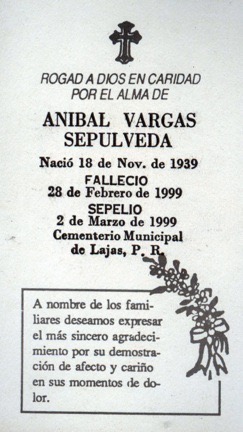 ROGAD A DIOS EN CARIDAD
POR EL ALMA DE
ANIBAL VARGAS
SEPULVEDA
Nació 18 de Nov. de 1939
FALLECIO
28 de Febrero de 1999
SEPELIO
2 de Marzo de 1999
Cementerio Municipal
de Lajas, P. R.
A nombre de los fami-
liares deseamos expresar
el más sincero agradeci-
miento por su demostra-
ción de afecto y cariño
en sus momentos de do-
lor.